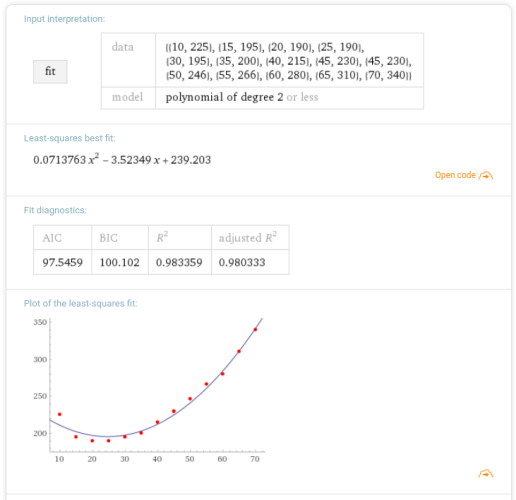 Input interpretation:
fit
data
{{10, 225}, {15, 195}, {20, 190}, {25, 190},
{30, 195}, {35, 200}, {40, 215}, {45, 230}, {45, 230},
{50, 246}, {55, 266}, {60, 280}, {65, 310}, {70, 340}}
model polynomial of degree 2 or less
Least-squares best fit:
0.0713763 x² − 3.52349 x + 239.203
Open code
Fit diagnostics:
AIC BIC R² adjusted R²
97.5459 100.102 0.983359 0.980333
Plot of the least-squares fit:
350
300
250
200
10 20 30 40 50 60 70